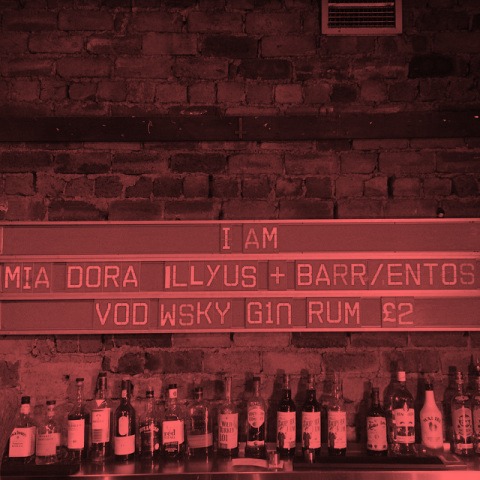 I AM
MIA DORA ILLYUS + BARR/ENTOS
VOD WSKY G1N RUM £2